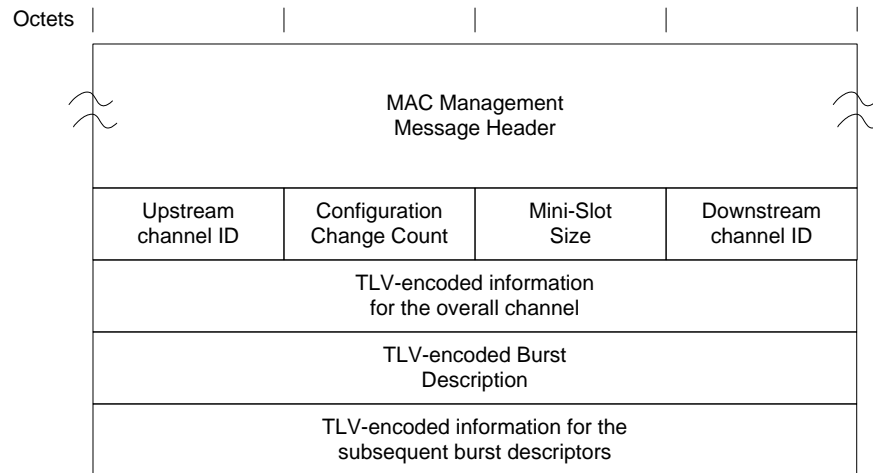 Octets
MAC Management
Message Header
Upstream
channel ID
Configuration
Change Count
Mini-Slot
Size
Downstream
channel ID
TLV-encoded information
for the overall channel
TLV-encoded Burst
Description
TLV-encoded information for the
subsequent burst descriptors